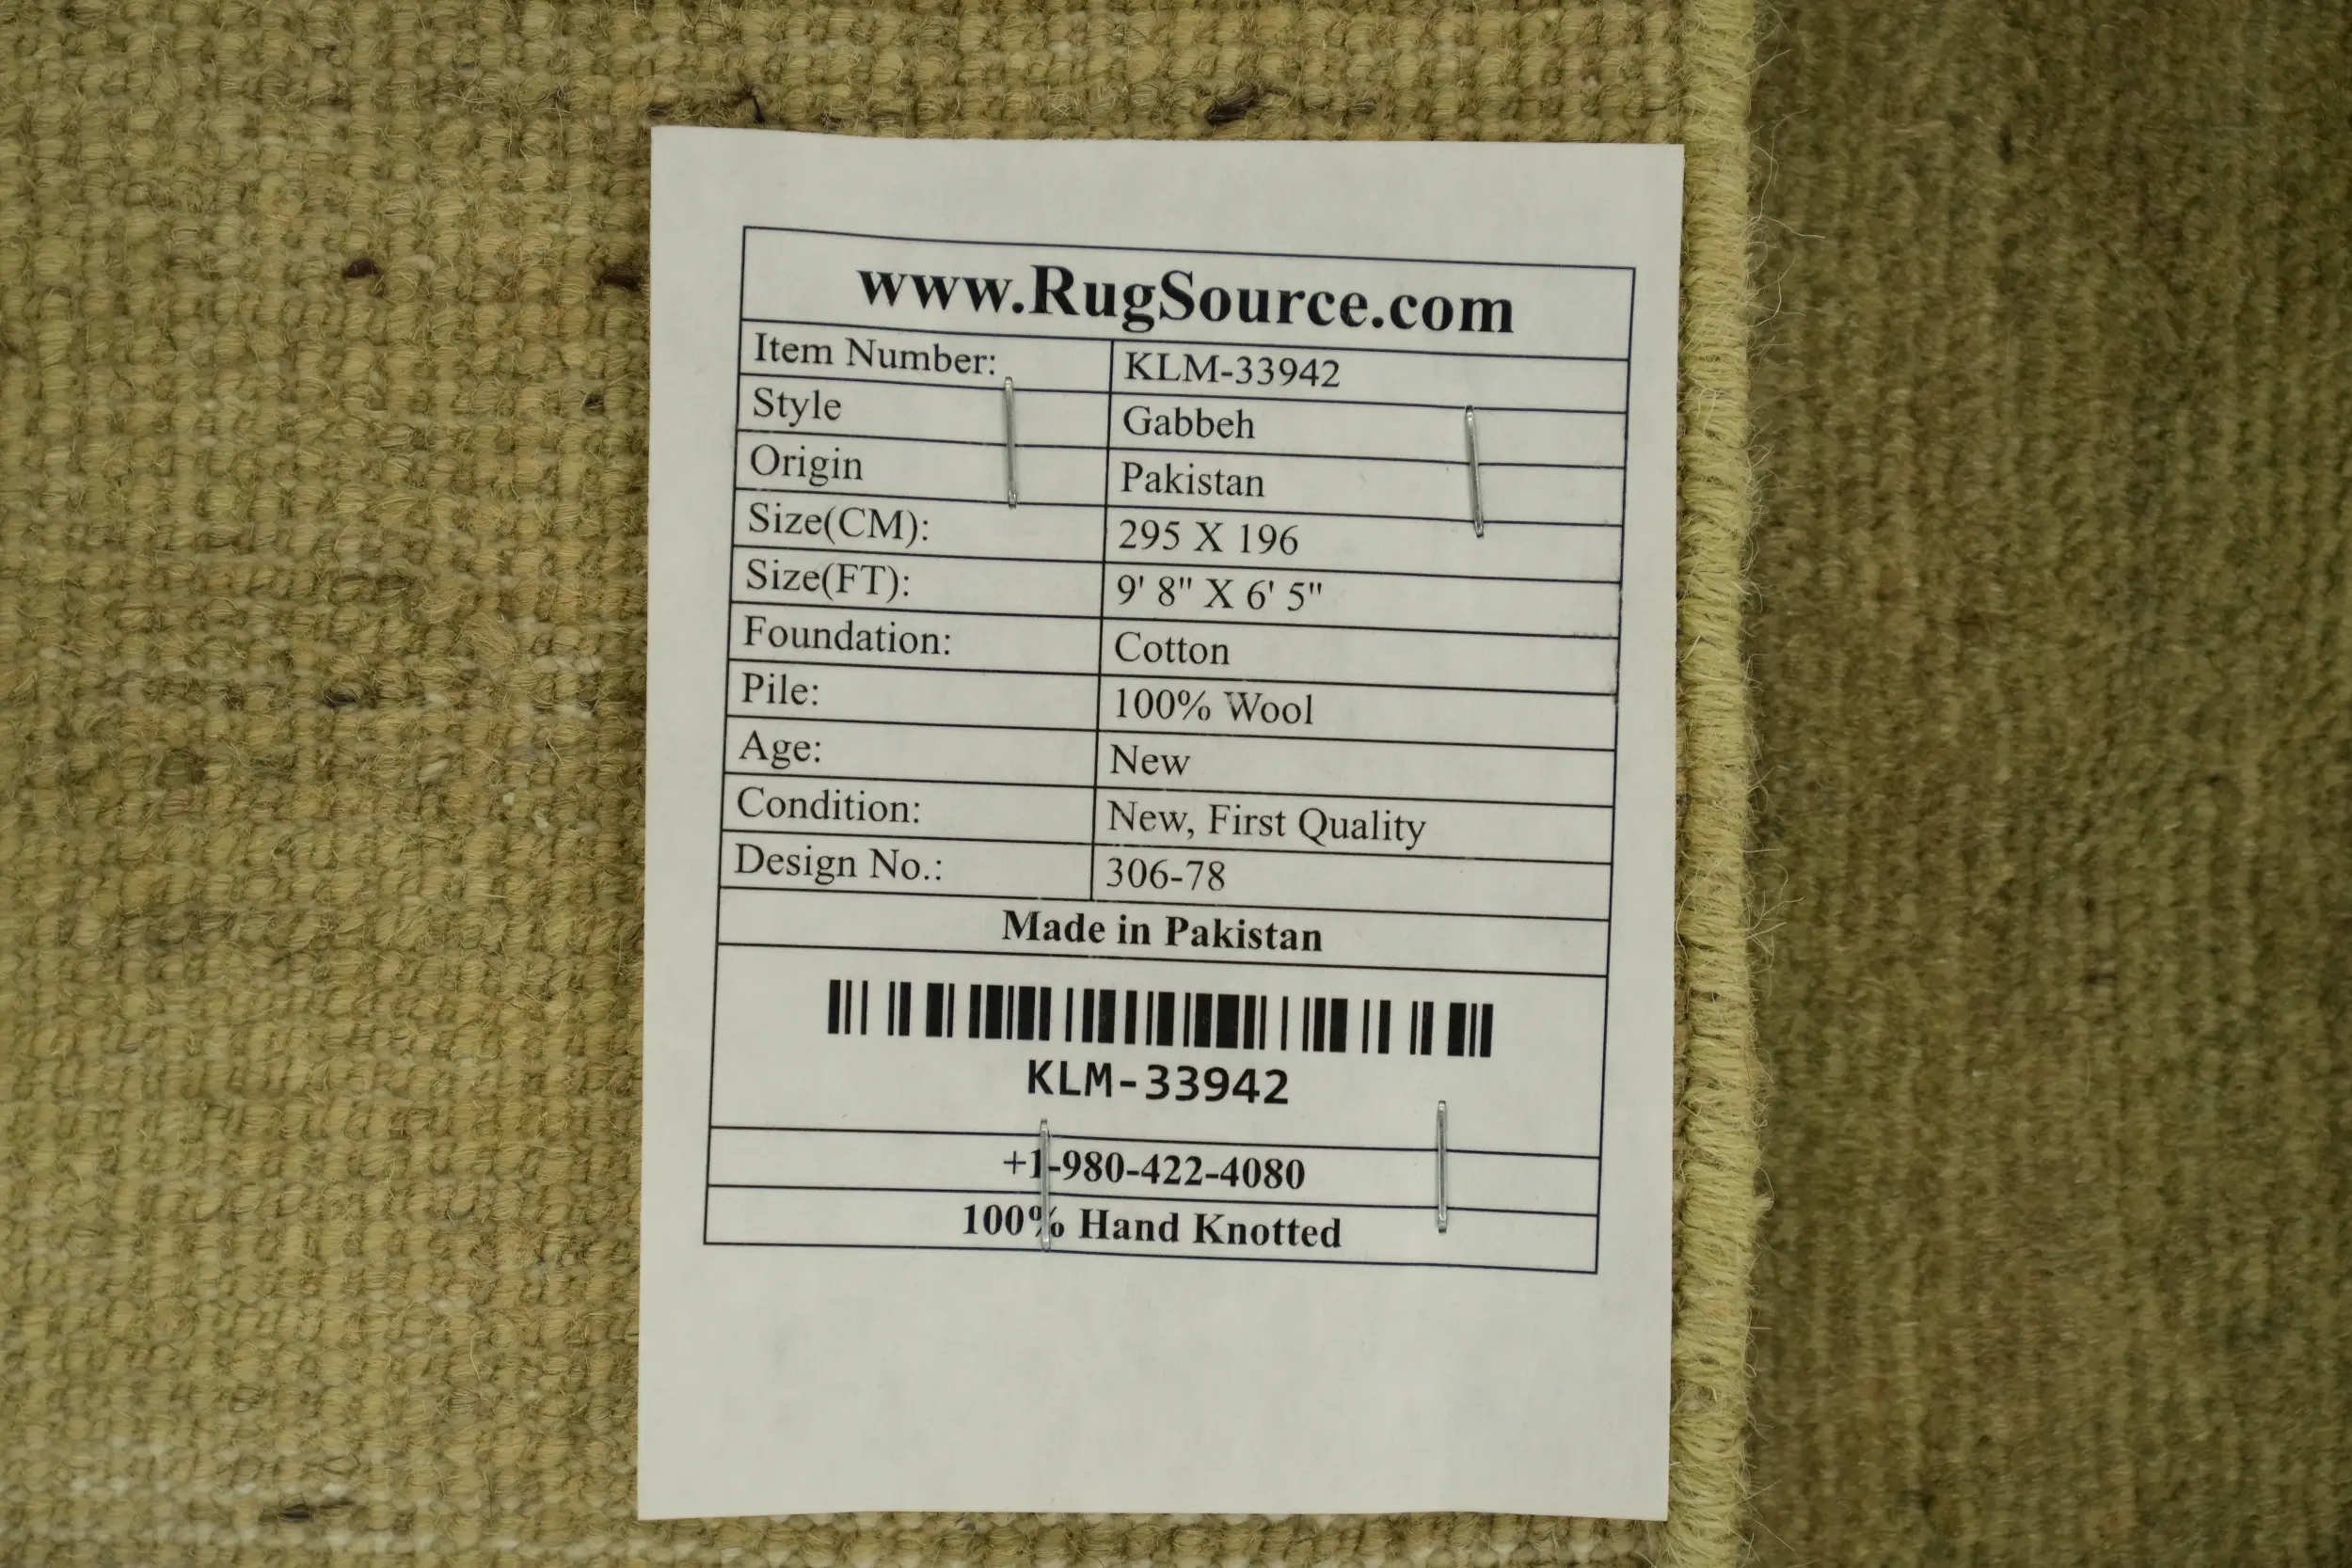 www.RugSource.com
Item Number: KLM-33942
Style Gabbeh
Origin Pakistan
Size(CM): 295 X 196
Size(FT): 9' 8" X 6' 5"
Foundation: Cotton
Pile: 100% Wool
Age: New
Condition: New, First Quality
Design No.: 306-78
Made in Pakistan
KLM-33942
+1-980-422-4080
100% Hand Knotted